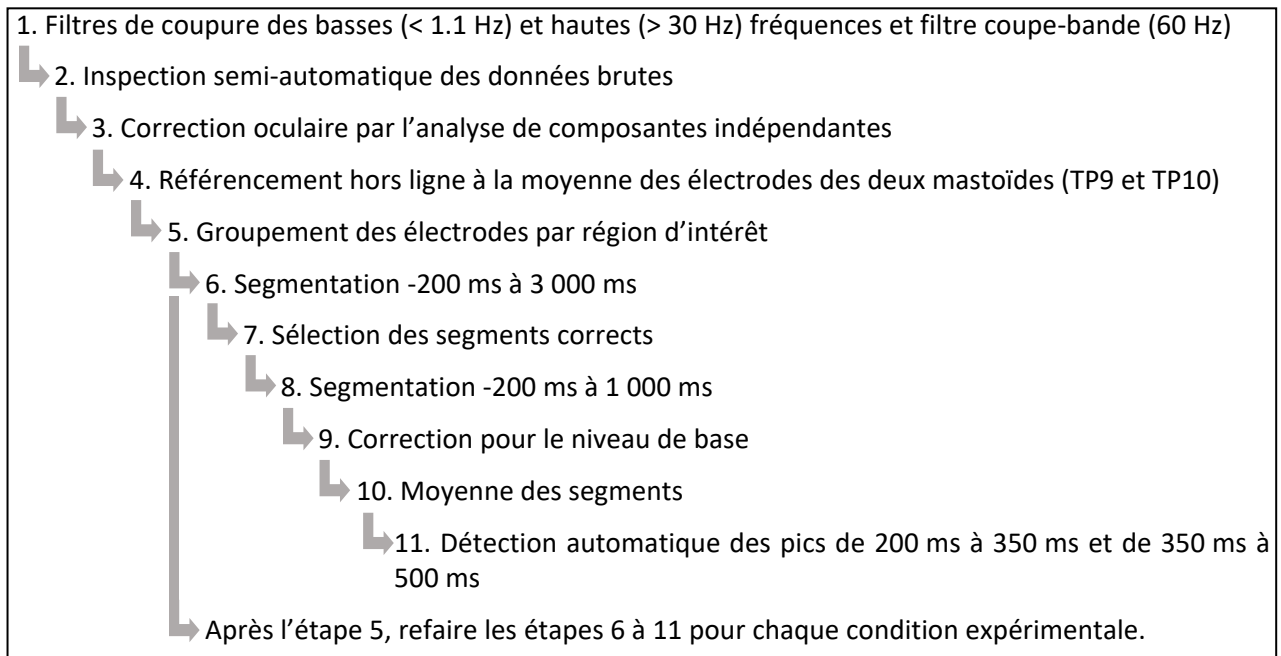 1. Filtres de coupure des basses (< 1.1 Hz) et hautes (> 30 Hz) fréquences et filtre coupe-bande (60 Hz)
2. Inspection semi-automatique des données brutes
3. Correction oculaire par l’analyse de composantes indépendantes
4. Référencement hors ligne à la moyenne des électrodes des deux mastoïdes (TP9 et TP10)
5. Groupement des électrodes par région d’intérêt
6. Segmentation -200 ms à 3 000 ms
7. Sélection des segments corrects
8. Segmentation -200 ms à 1 000 ms
9. Correction pour le niveau de base
10. Moyenne des segments
11. Détection automatique des pics de 200 ms à 350 ms et de 350 ms à
500 ms
Après l’étape 5, refaire les étapes 6 à 11 pour chaque condition expérimentale.